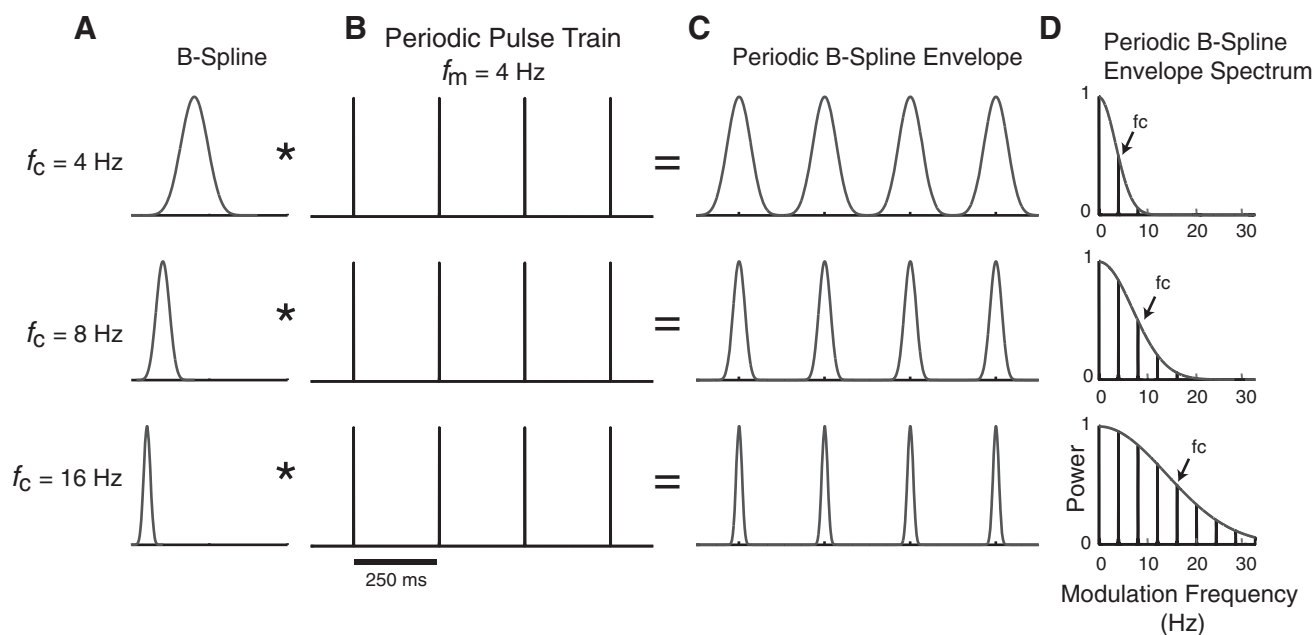 A
B-Spline
B
Periodic Pulse Train
fm = 4 Hz
C
Periodic B-Spline Envelope
D
Periodic B-Spline
Envelope Spectrum
fc = 4 Hz
*
=
1
fc
0
0 10 20 30
fc = 8 Hz
*
=
1
fc
0
0 10 20 30
fc = 16 Hz
*
=
1
fc
Power
0
0 10 20 30
250 ms
Modulation Frequency
(Hz)